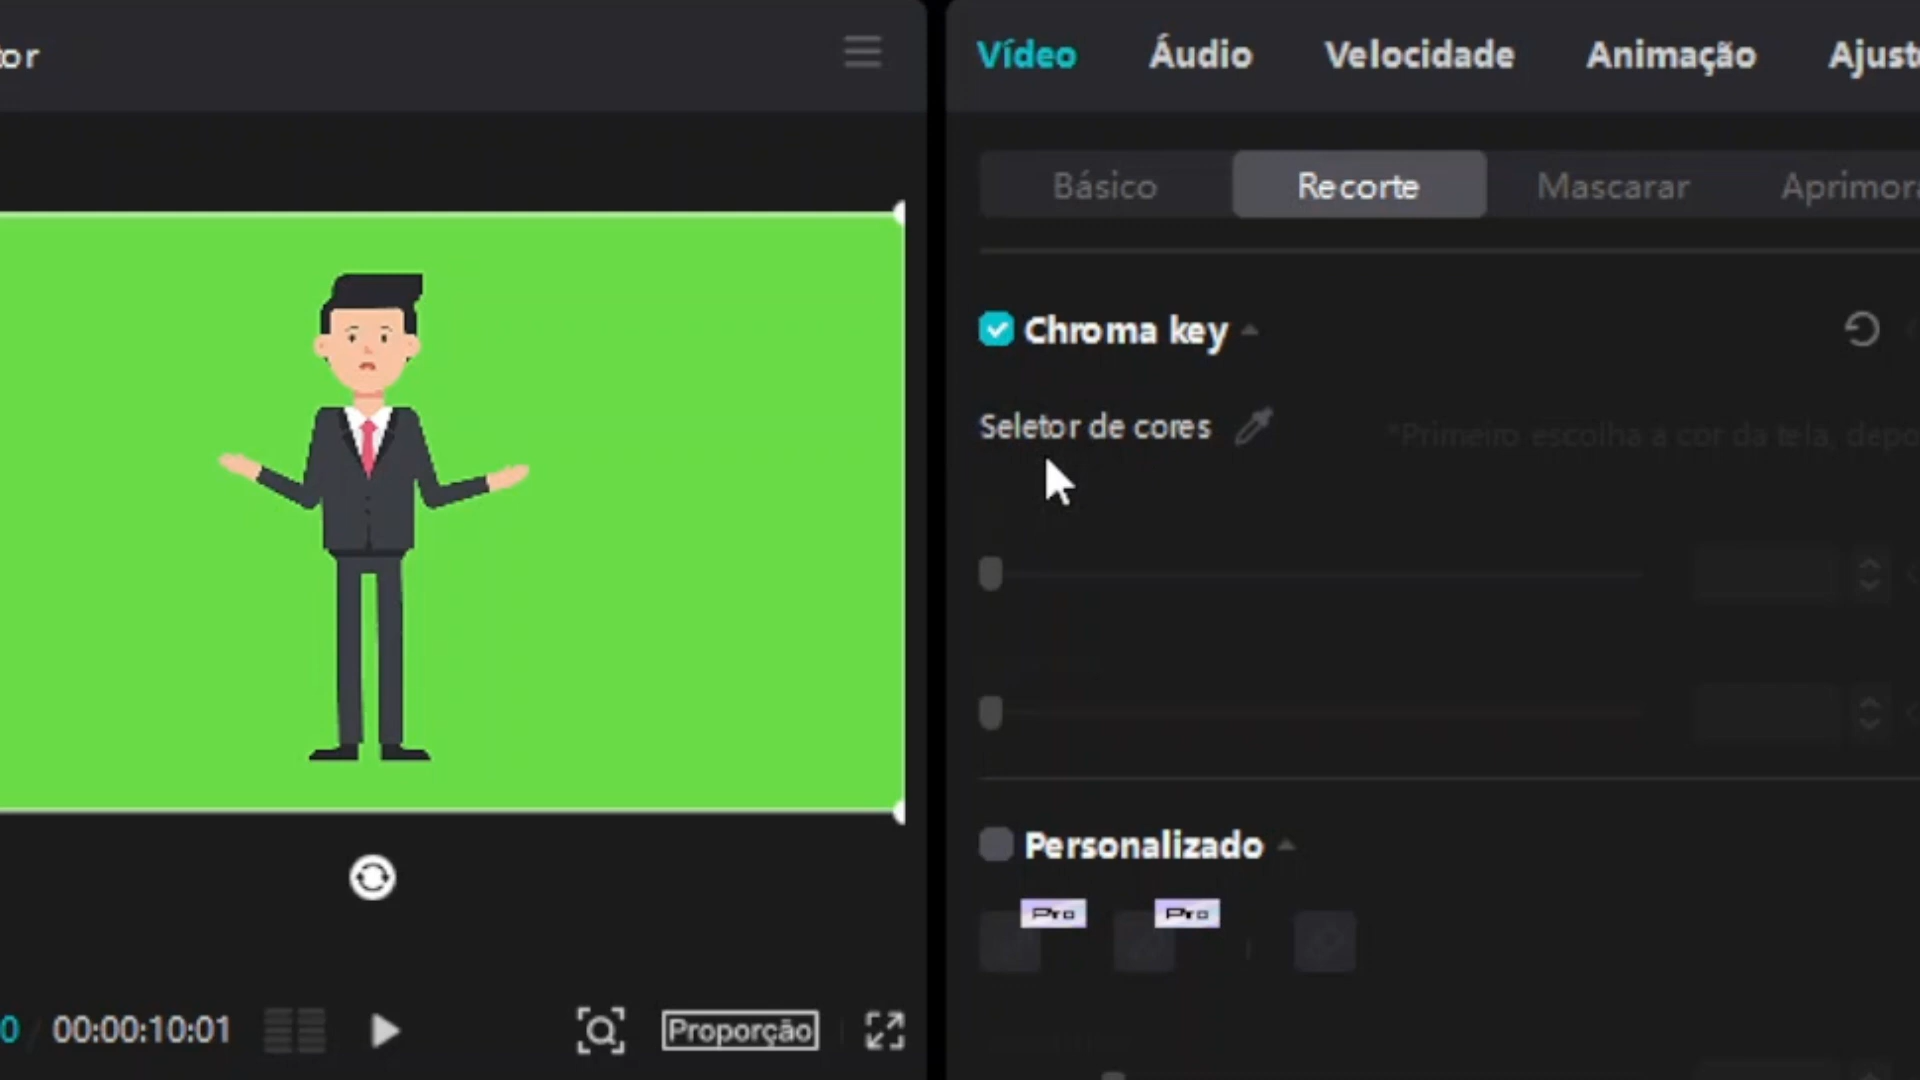 tor
Vídeo Áudio Velocidade Animação Ajust
Básico Recorte Mascarar Aprimora
Chroma key
Seletor de cores *Primeiro escolha a cor da tela, depo
Personalizado
Pro Pro
0 / 00:00:10:01 Proporção